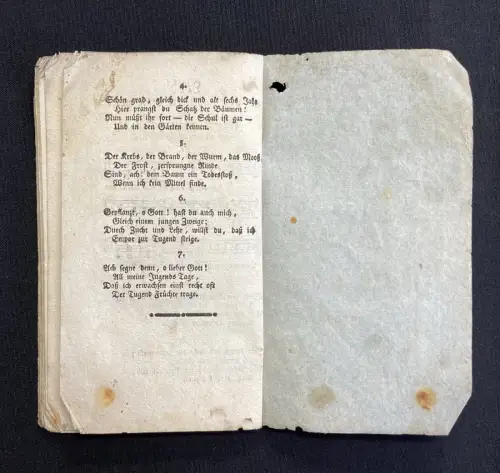 4.
Schön grad, gleich dick und alt sechs Jahr
Hier prangst du Schatz der Bäumen!
Nun müßt ihr fort — die Schul ist gar —
Und in den Gärten keimen.
5.
Der Krebs, der Brand, der Wurm, das Mooß,
Der Frost, zersprungne Rinde
Sind, ach! dem Baum ein Todesstoß,
Wenn ich kein Mittel finde.
6.
Gepflanzt, o Gott! hast du auch mich,
Gleich einem jungen Zweige;
Durch Zucht und Lehr, willst du, daß ich
Empor zur Tugend steige.
7.
Ach segne denn, o lieber Gott!
All meine Jugends Tage,
Daß ich erwachsen einst recht oft
Der Tugend Früchte trage.